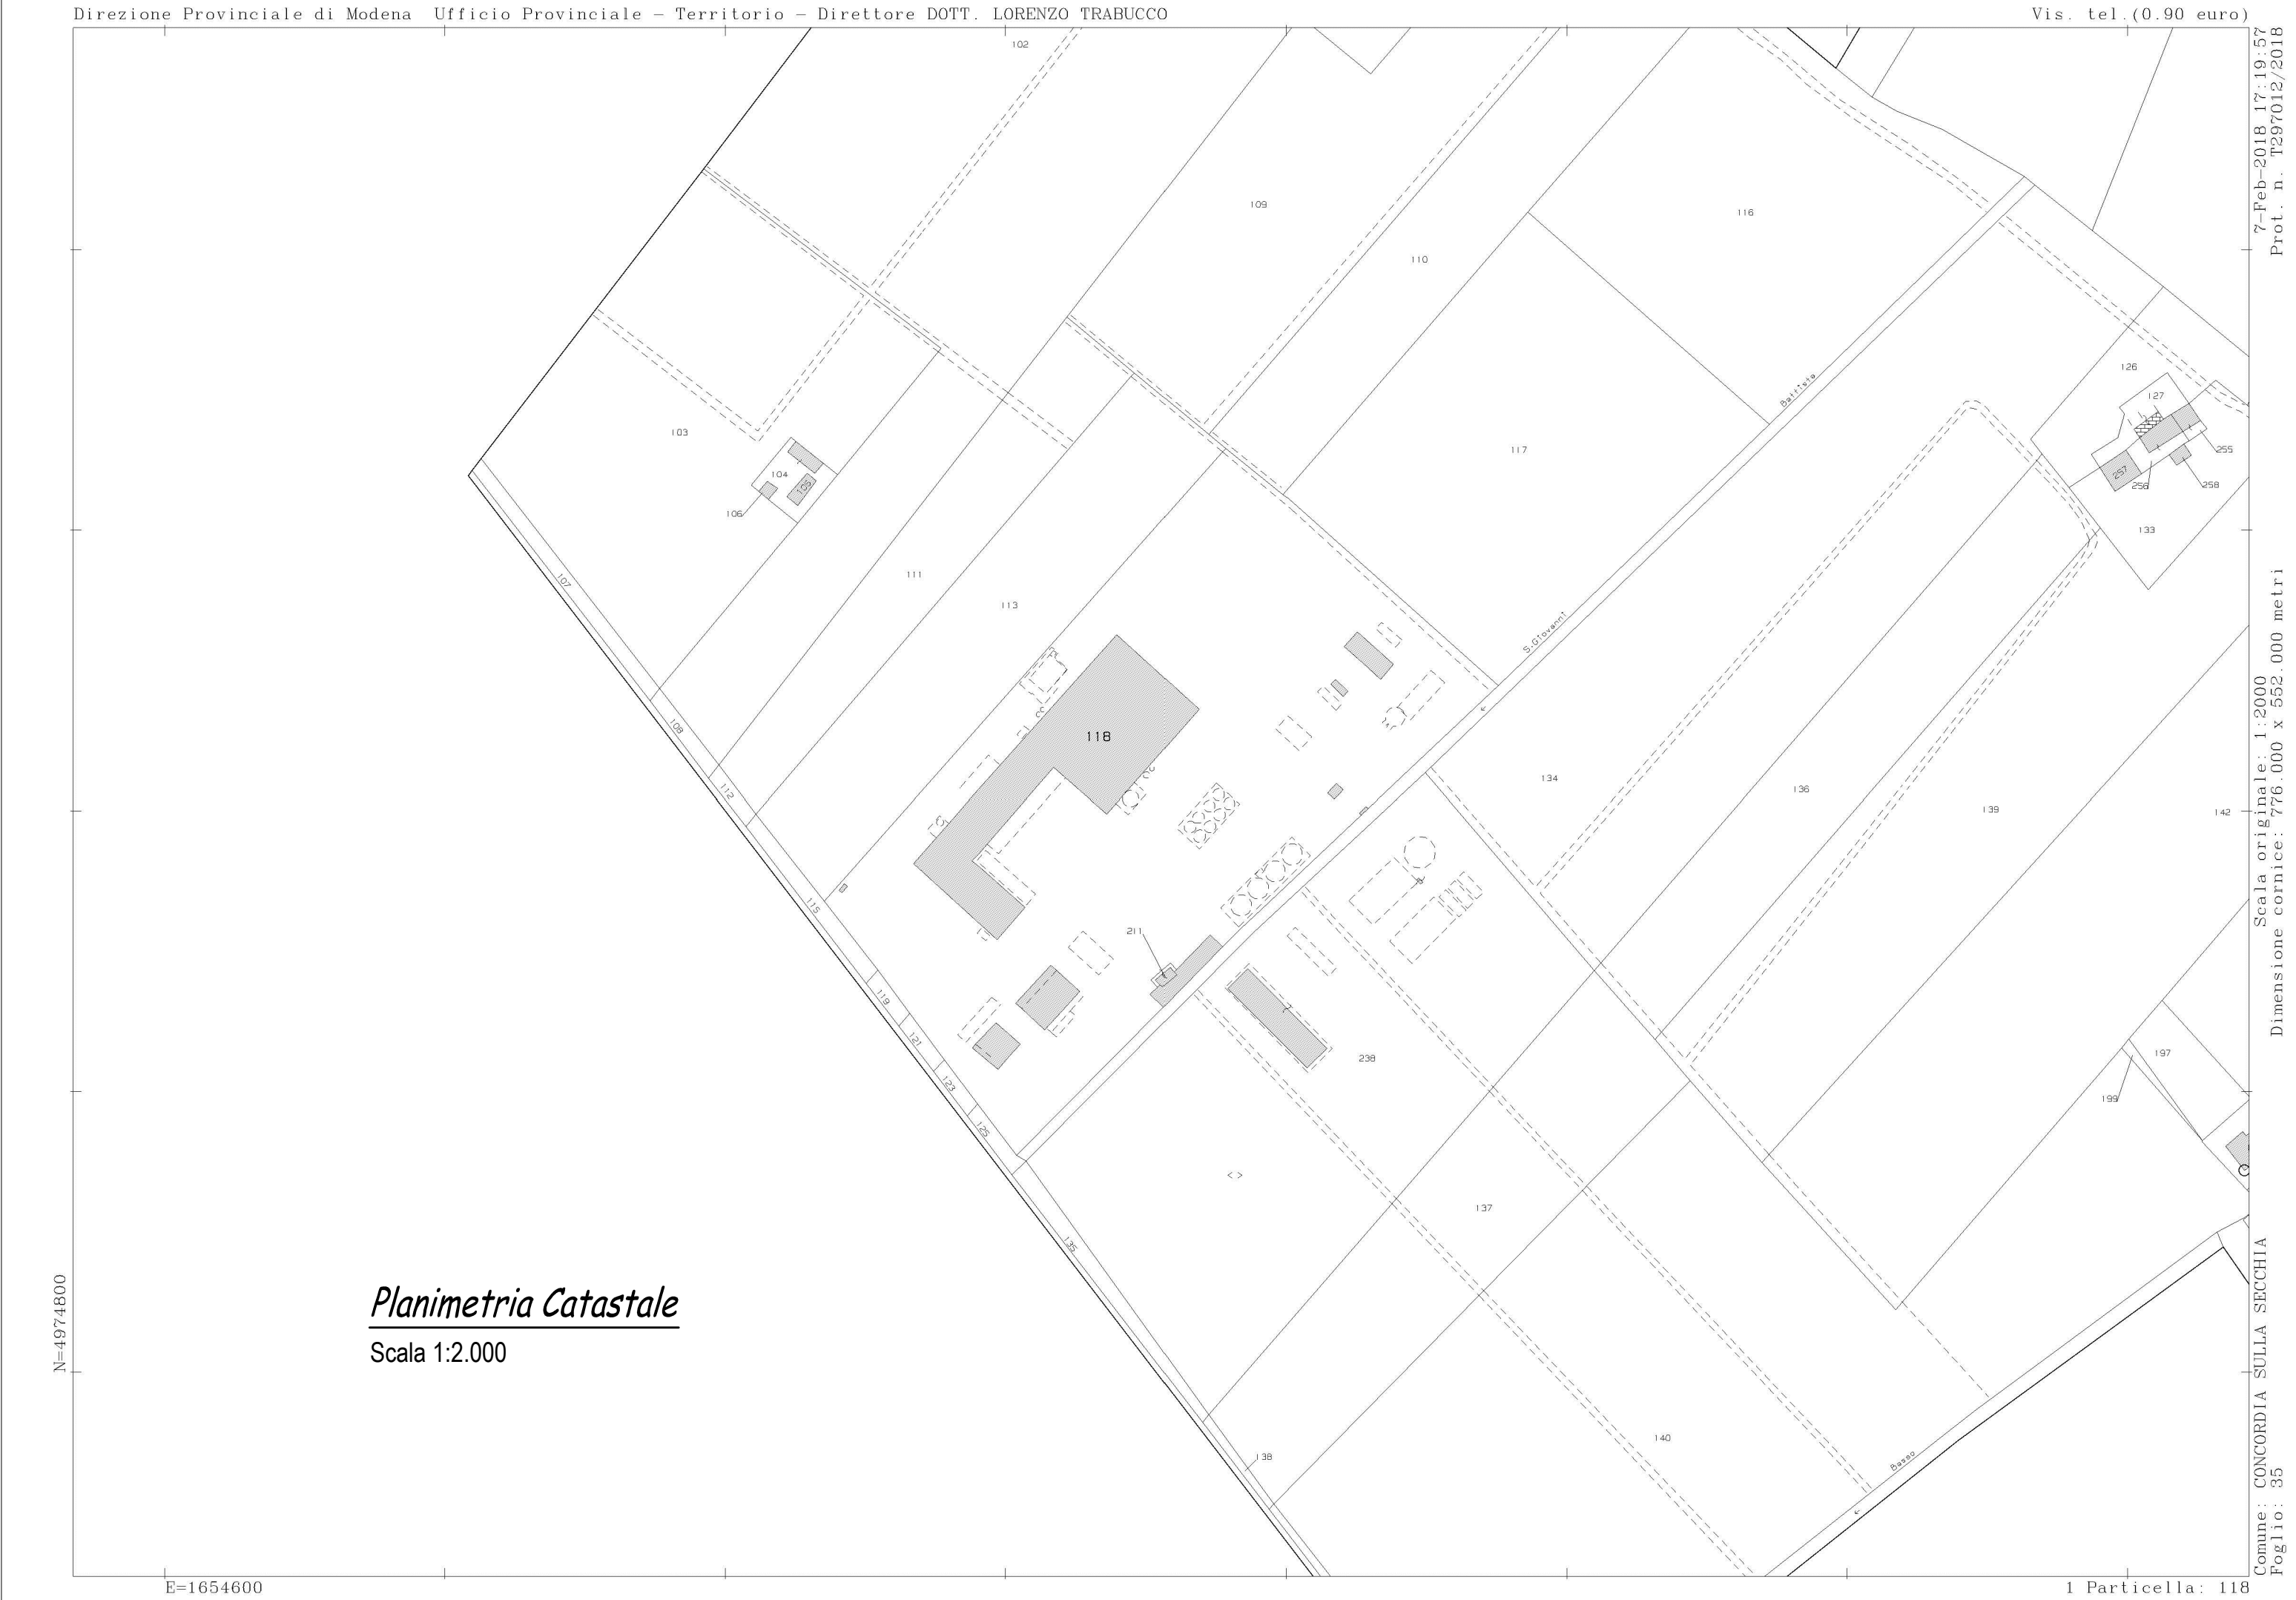 Direzione Provinciale di Modena Ufficio Provinciale - Territorio - Direttore DOTT. LORENZO TRABUCCO
Vis. tel.(0.90 euro)
7-Feb-2018 17:19:57
Prot. n. T297012/2018
102
109
116
110
126
127
103
117
255
104
105
257
256
258
106
133
107
111
113
S.Giovanni
Battista
108
118
112
134
136
139
142
115
211
119
121
238
123
197
199
125
137
135
140
138
Basso
Planimetria Catastale
Scala 1:2.000
N=4974800
E=1654600
Scala originale: 1:2000
Dimensione cornice: 776.000 x 552.000 metri
Comune: CONCORDIA SULLA SECCHIA
Foglio: 35
1 Particella: 118